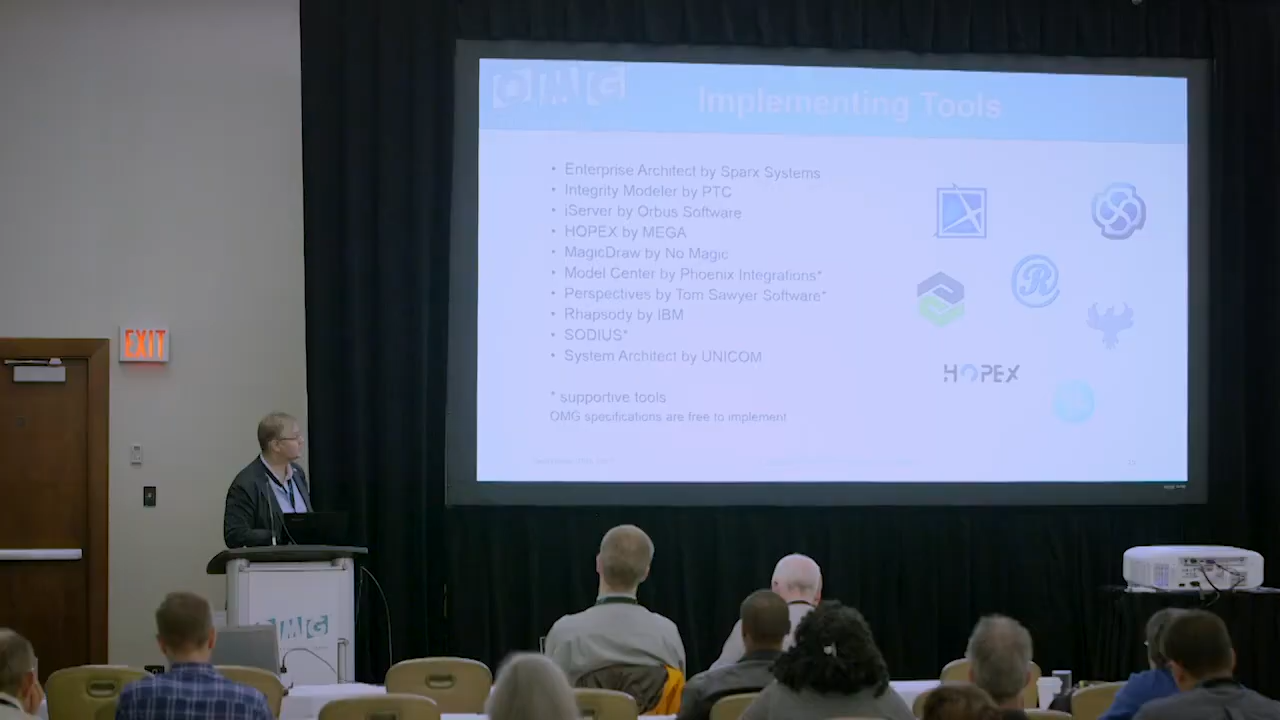 OMG
Implementing Tools
• Enterprise Architect by Sparx Systems
• Integrity Modeler by PTC
• iServer by Orbus Software
• HOPEX by MEGA
• MagicDraw by No Magic
• Model Center by Phoenix Integrations*
• Perspectives by Tom Sawyer Software*
• Rhapsody by IBM
• SODIUS*
• System Architect by UNICOM
* supportive tools
OMG specifications are free to implement
R
HOPEX
EXIT
OMG